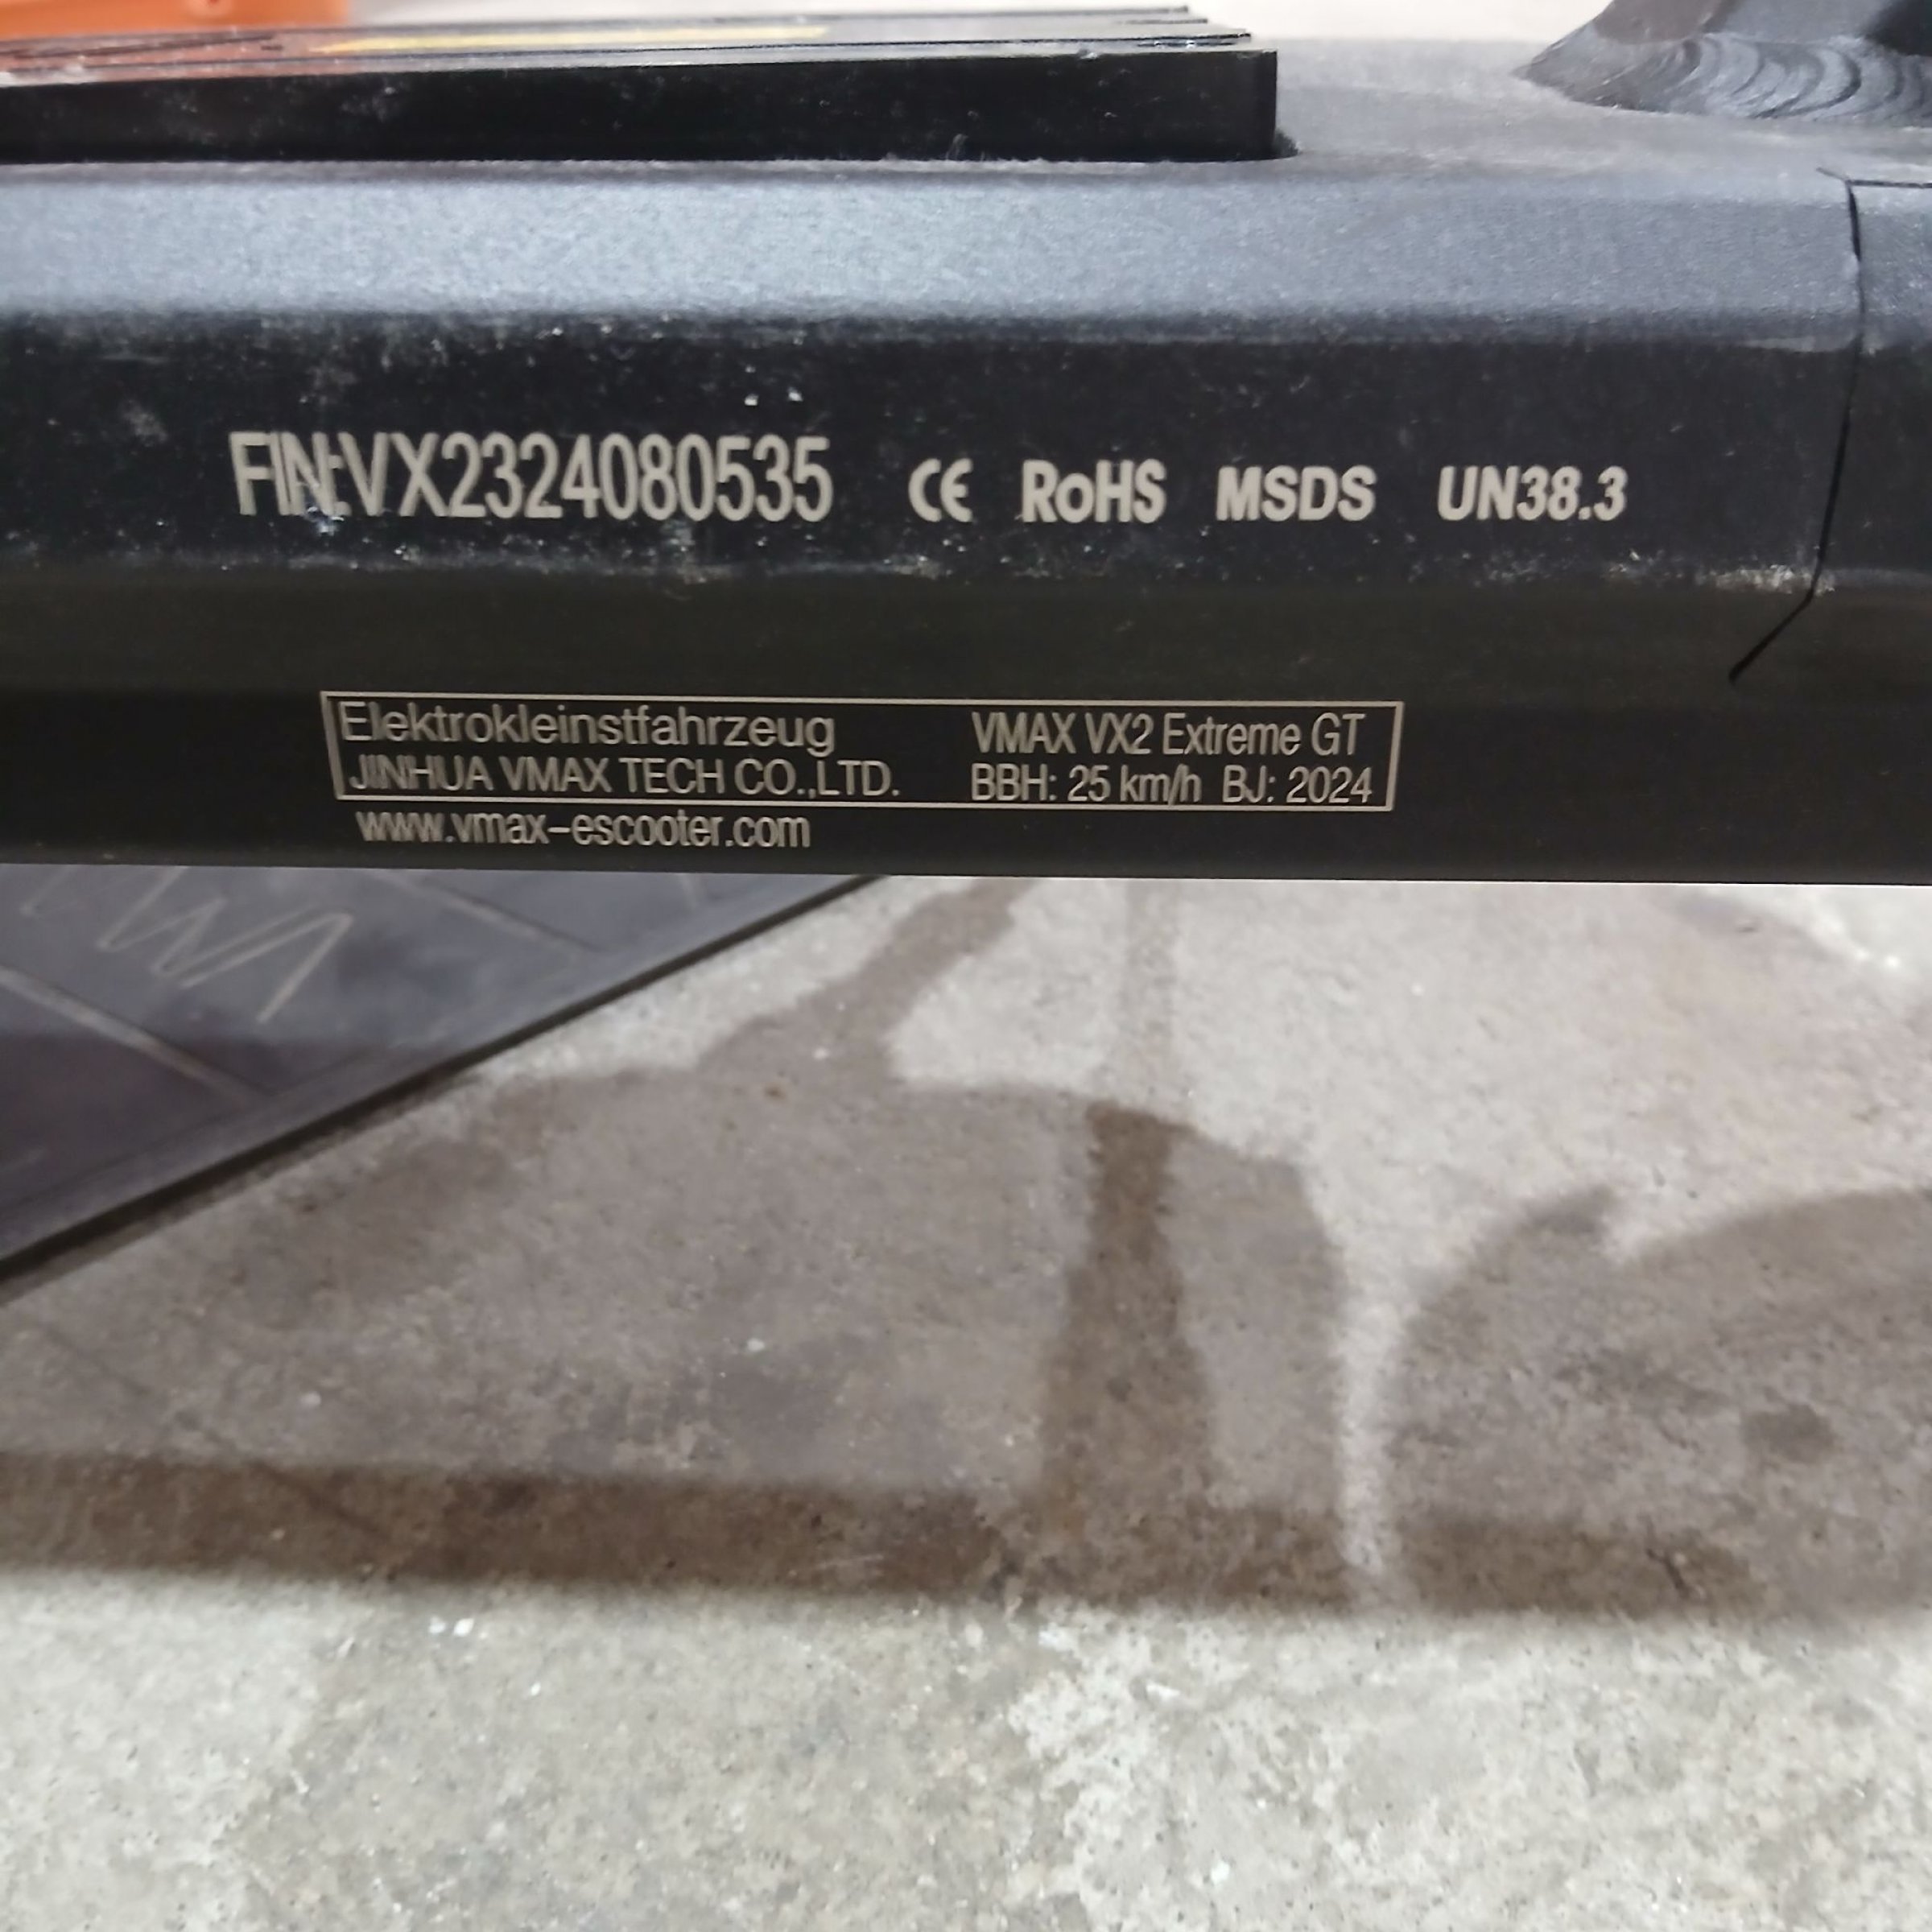 FIN:VX2324080535 CE RoHS MSDS UN38.3
Elektrokleinstfahrzeug VMAX VX2 Extreme GT
JINHUA VMAX TECH CO.,LTD. BBH: 25 km/h BJ: 2024
www.vmax-escooter.com